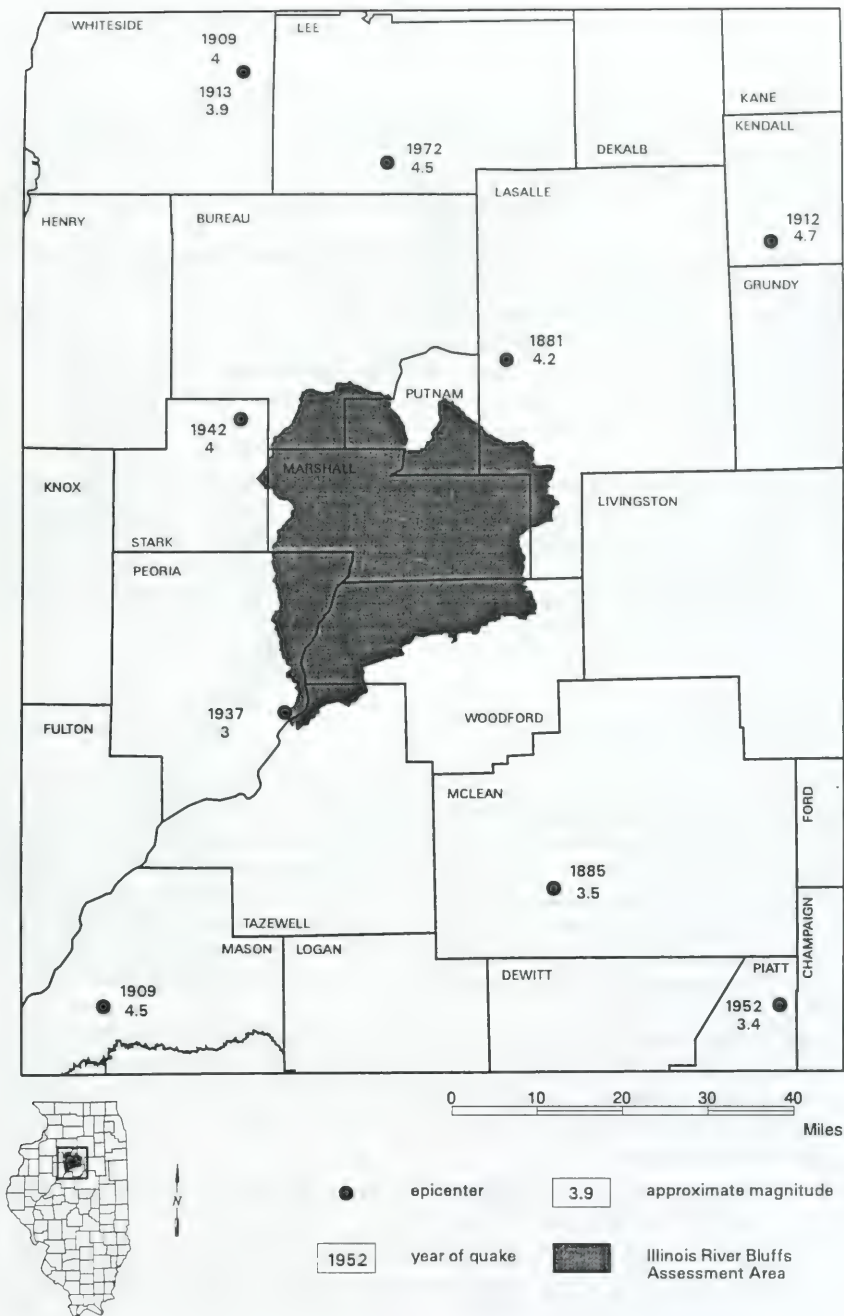 WHITESIDE
LEE
1909
4
1913
3.9
KANE
KENDALL
1972
4.5
DEKALB
LASALLE
HENRY
BUREAU
1912
4.7
GRUNDY
1881
4.2
PUTNAM
1942
4
MARSHALL
KNOX
LIVINGSTON
STARK
PEORIA
1937
3
WOODFORD
FULTON
MCLEAN
FORD
1885
3.5
TAZEWELL
CHAMPAIGN
MASON
LOGAN
DEWITT
PIATT
1909
4.5
1952
3.4
0 10 20 30 40
Miles
N
epicenter
3.9 approximate magnitude
1952 year of quake
Illinois River Bluffs
Assessment Area